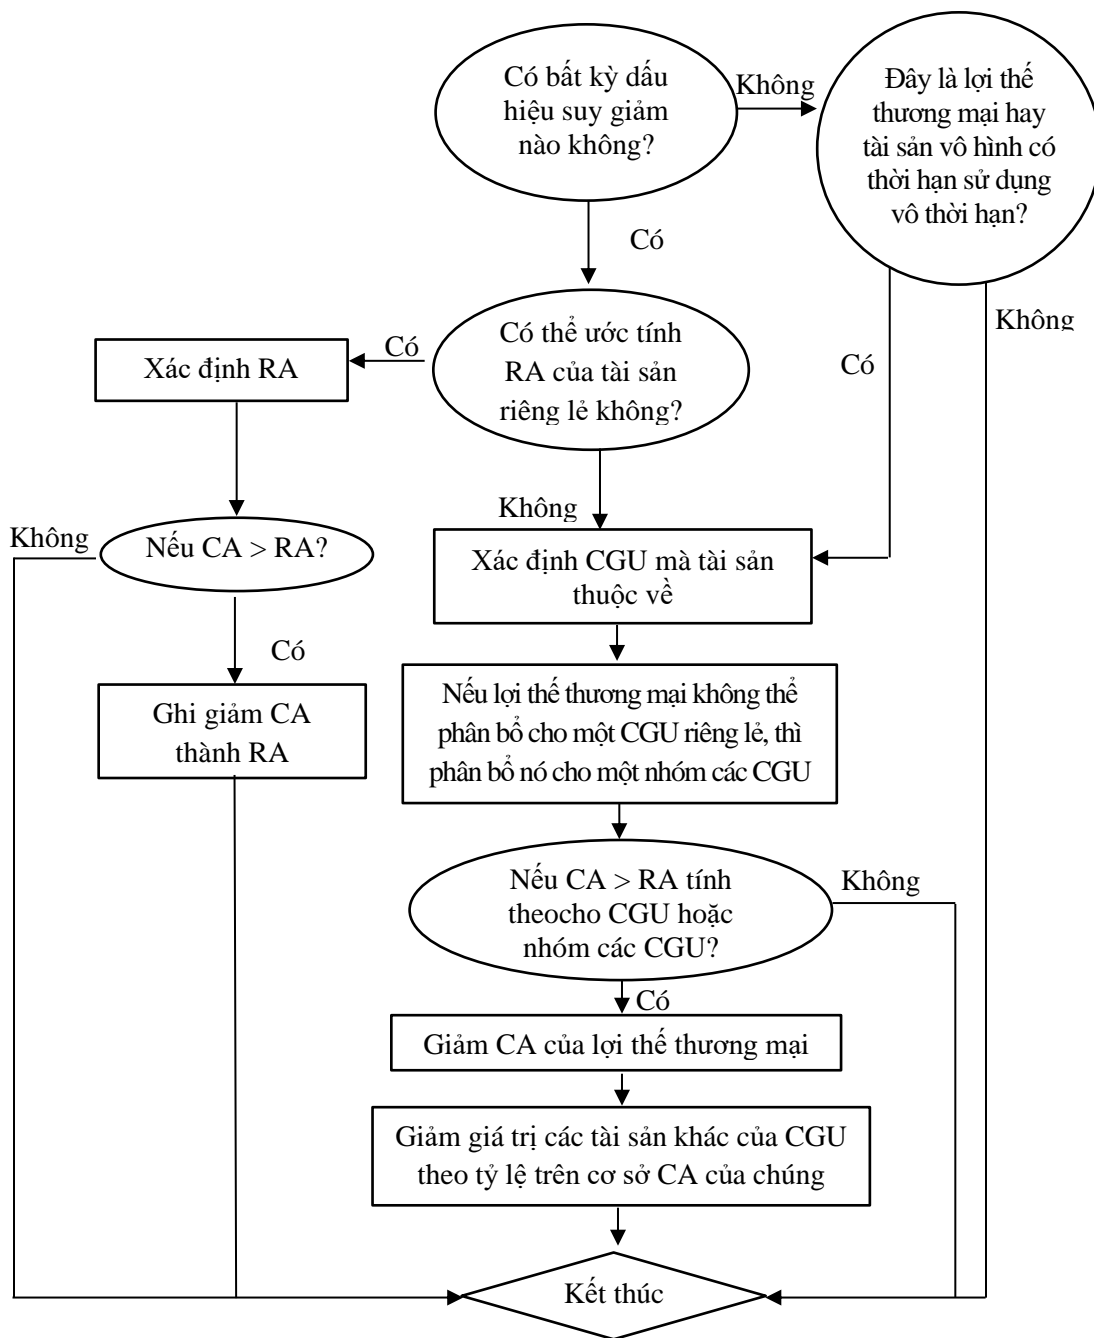 Có bất kỳ dấu
hiệu suy giảm
nào không?
Không
Đây là lợi thế
thương mại hay
tài sản vô hình có
thời hạn sử dụng
vô thời hạn?
Có
Không
Có thể ước tính
RA của tài sản
riêng lẻ không?
Có
Xác định RA
Có
Không
Không
Nếu CA > RA?
Xác định CGU mà tài sản
thuộc về
Có
Ghi giảm CA
thành RA
Nếu lợi thế thương mại không thể
phân bổ cho một CGU riêng lẻ, thì
phân bổ nó cho một nhóm các CGU
Nếu CA > RA tính
theocho CGU hoặc
nhóm các CGU?
Không
Có
Giảm CA của lợi thế thương mại
Giảm giá trị các tài sản khác của CGU
theo tỷ lệ trên cơ sở CA của chúng
Kết thúc